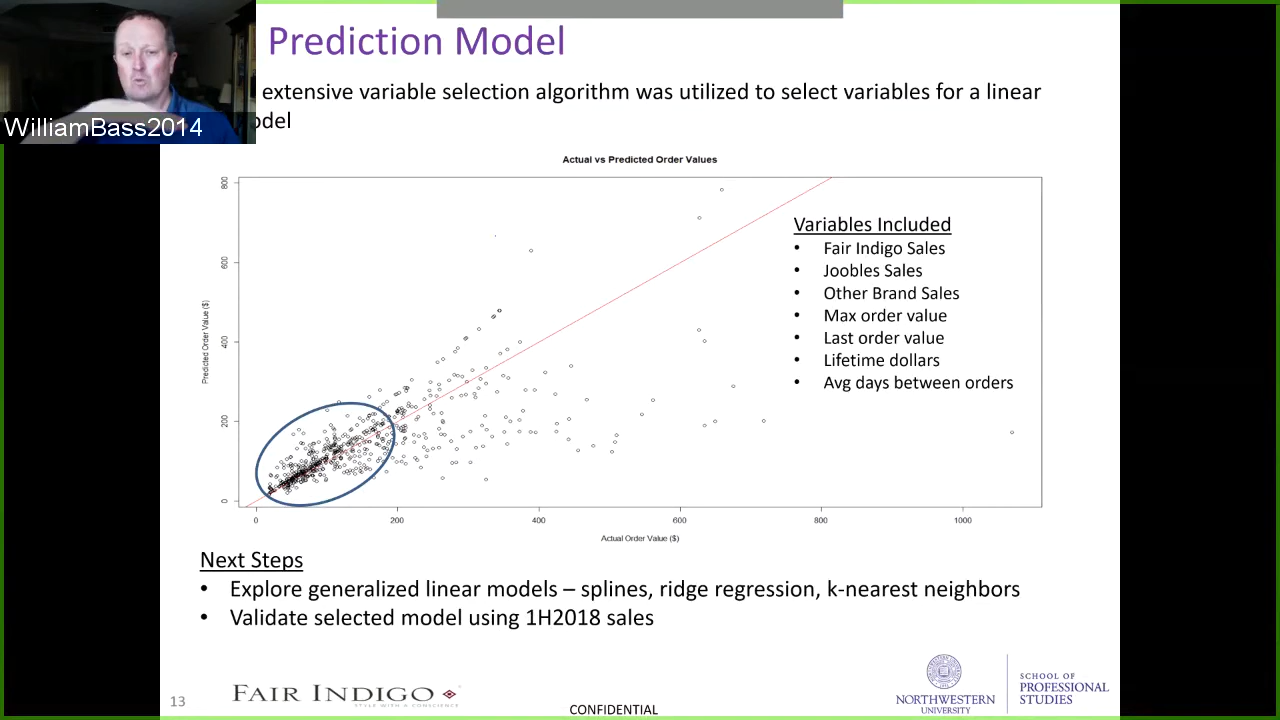 Prediction Model
extensive variable selection algorithm was utilized to select variables for a linear
odel
WilliamBass2014
Actual vs Predicted Order Values
Variables Included
• Fair Indigo Sales
• Joobles Sales
• Other Brand Sales
• Max order value
• Last order value
• Lifetime dollars
• Avg days between orders
Predicted Order Value ($)
800
600
400
200
0
0 200 400 600 800 1000
Actual Order Value ($)
Next Steps
• Explore generalized linear models – splines, ridge regression, k-nearest neighbors
• Validate selected model using 1H2018 sales
13
FAIR INDIGO
STYLE WITH A CONSCIENCE
CONFIDENTIAL
NORTHWESTERN
UNIVERSITY
SCHOOL OF
PROFESSIONAL
STUDIES